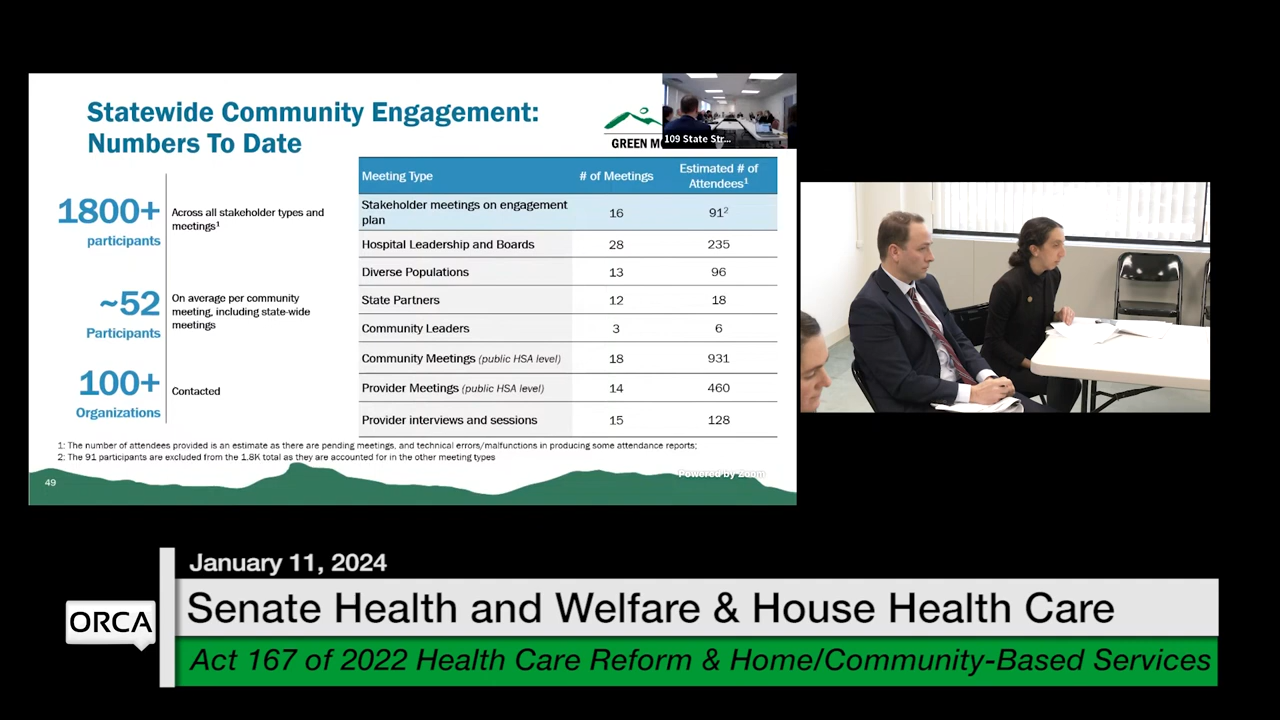 Statewide Community Engagement:
Numbers To Date
GREEN
109 State Str...
1800+
participants
Across all stakeholder types and
meetings1
~52
Participants
On average per community
meeting, including state-wide
meetings
100+
Organizations
Contacted
Meeting Type # of Meetings Estimated # of
Attendees1
Stakeholder meetings on engagement
plan 16 912
Hospital Leadership and Boards 28 235
Diverse Populations 13 96
State Partners 12 18
Community Leaders 3 6
Community Meetings (public HSA level) 18 931
Provider Meetings (public HSA level) 14 460
Provider interviews and sessions 15 128
1: The number of attendees provided is an estimate as there are pending meetings, and technical errors/malfunctions in producing some attendance reports;
2: The 91 participants are excluded from the 1.8K total as they are accounted for in the other meeting types
Powered by Zoom
49
January 11, 2024
ORCA
Senate Health and Welfare & House Health Care
Act 167 of 2022 Health Care Reform & Home/Community-Based Services